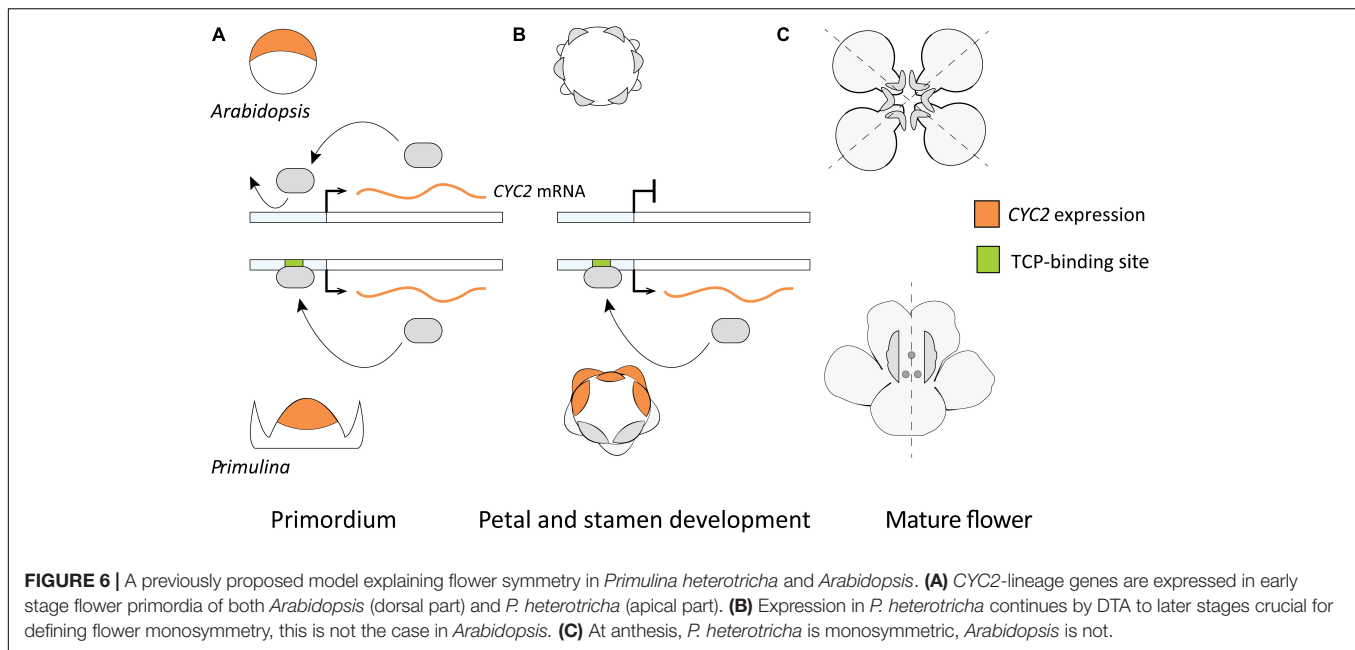 A
B
C
Arabidopsis
CYC2 mRNA
CYC2 expression
TCP-binding site
Primulina
Primordium
Petal and stamen development
Mature flower
FIGURE 6 | A previously proposed model explaining flower symmetry in Primulina heterotricha and Arabidopsis. (A) CYC2-lineage genes are expressed in early
stage flower primordia of both Arabidopsis (dorsal part) and P. heterotricha (apical part). (B) Expression in P. heterotricha continues by DTA to later stages crucial for
defining flower monosymmetry, this is not the case in Arabidopsis. (C) At anthesis, P. heterotricha is monosymmetric, Arabidopsis is not.